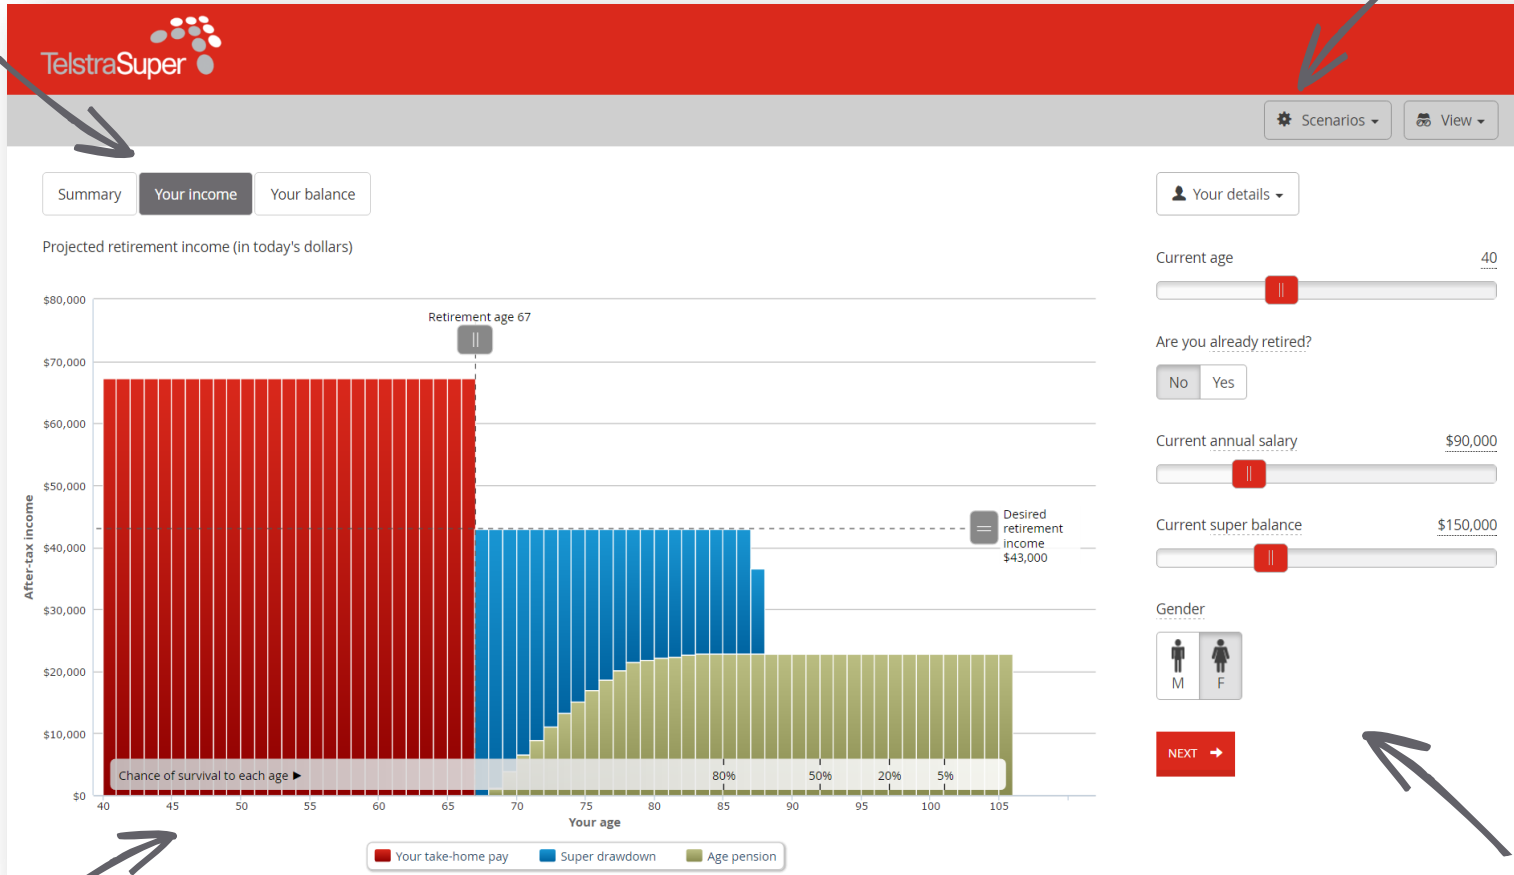 TelstraSuper
Scenarios
View
Summary
Your income
Your balance
Your details
Projected retirement income (in today's dollars)
Current age
40
Are you already retired?
No
Yes
Current annual salary
$90,000
Current super balance
$150,000
Gender
M
F
NEXT
$80,000
$70,000
$60,000
$50,000
$40,000
$30,000
$20,000
$10,000
$0
After-tax income
Retirement age 67
Desired
retirement
income
$43,000
Chance of survival to each age
80%
50%
20%
5%
40
45
50
55
60
65
70
75
80
85
90
95
100
105
Your age
Your take-home pay
Super drawdown
Age pension